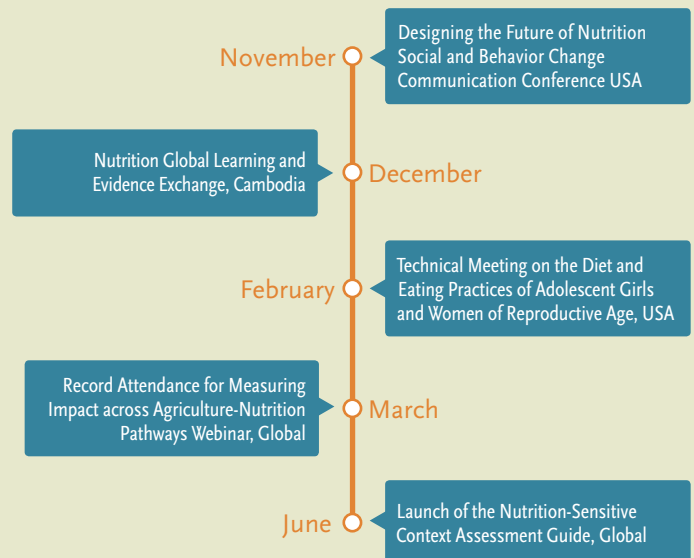 November
Designing the Future of Nutrition
Social and Behavior Change
Communication Conference USA
Nutrition Global Learning and
Evidence Exchange, Cambodia
December
February
Technical Meeting on the Diet and
Eating Practices of Adolescent Girls
and Women of Reproductive Age, USA
Record Attendance for Measuring
Impact across Agriculture-Nutrition
Pathways Webinar, Global
March
June
Launch of the Nutrition-Sensitive
Context Assessment Guide, Global